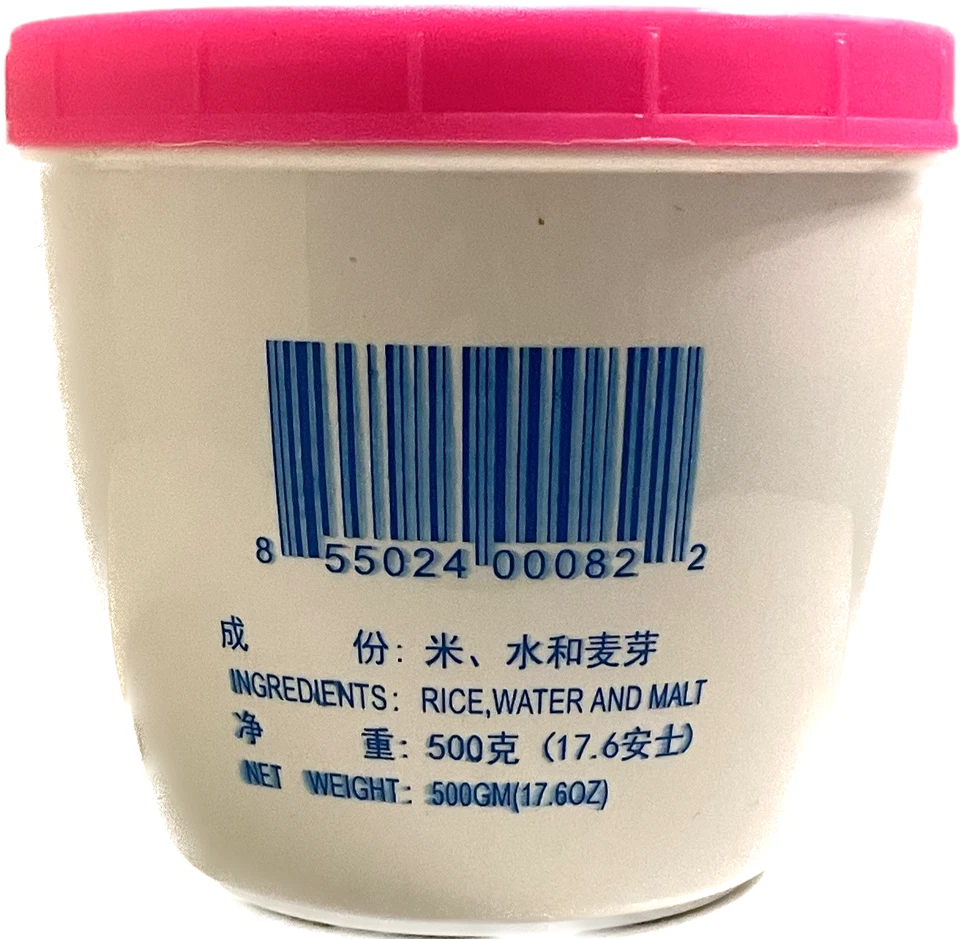 8 55024 00082 2
成 份: 米、水和麦芽
INGREDIENTS: RICE,WATER AND MALT
净 重: 500克 (17.6安士)
NET WEIGHT: 500GM(17.6OZ)